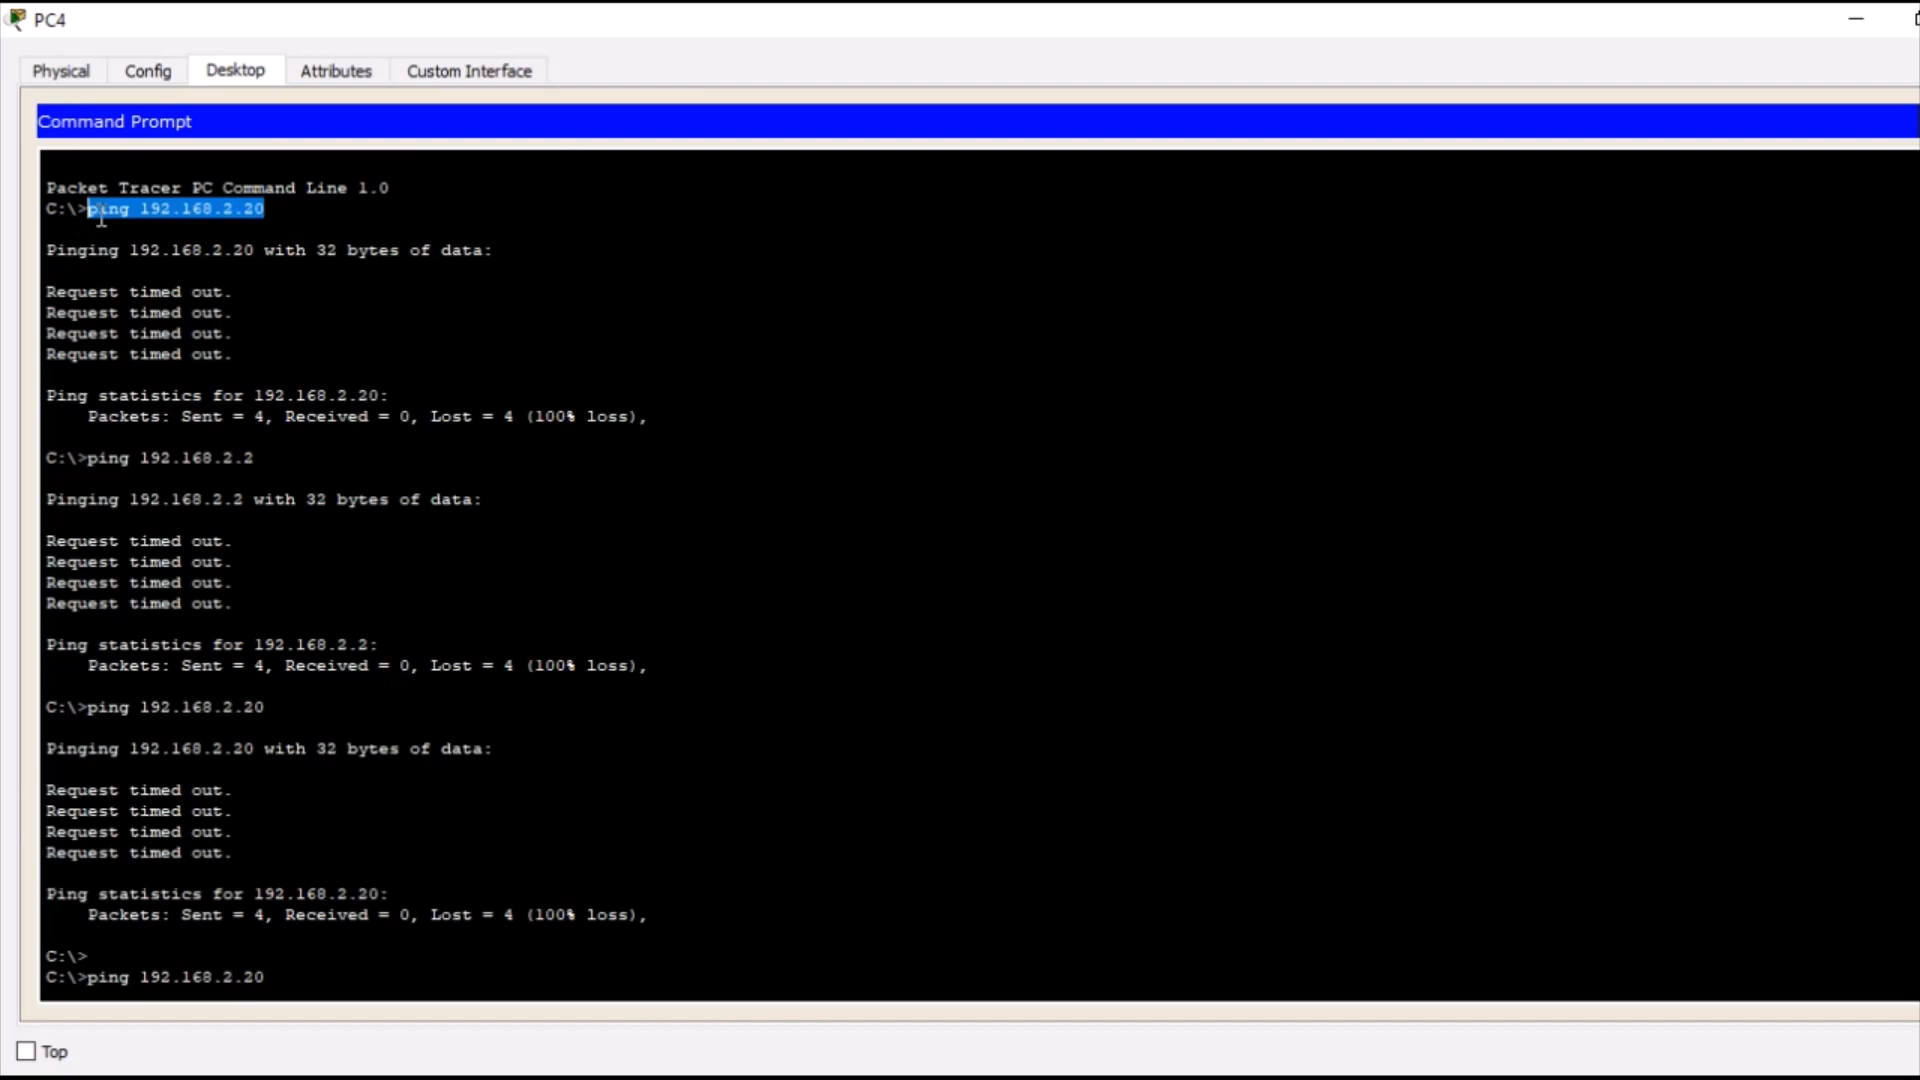 PC4
Physical Config Desktop Attributes Custom Interface
Command Prompt
Packet Tracer PC Command Line 1.0
C:\>ping 192.168.2.20
Pinging 192.168.2.20 with 32 bytes of data:
Request timed out.
Request timed out.
Request timed out.
Request timed out.
Ping statistics for 192.168.2.20:
Packets: Sent = 4, Received = 0, Lost = 4 (100% loss),
C:\>ping 192.168.2.2
Pinging 192.168.2.2 with 32 bytes of data:
Request timed out.
Request timed out.
Request timed out.
Request timed out.
Ping statistics for 192.168.2.2:
Packets: Sent = 4, Received = 0, Lost = 4 (100% loss),
C:\>ping 192.168.2.20
Pinging 192.168.2.20 with 32 bytes of data:
Request timed out.
Request timed out.
Request timed out.
Request timed out.
Ping statistics for 192.168.2.20:
Packets: Sent = 4, Received = 0, Lost = 4 (100% loss),
C:\>
C:\>ping 192.168.2.20
Top